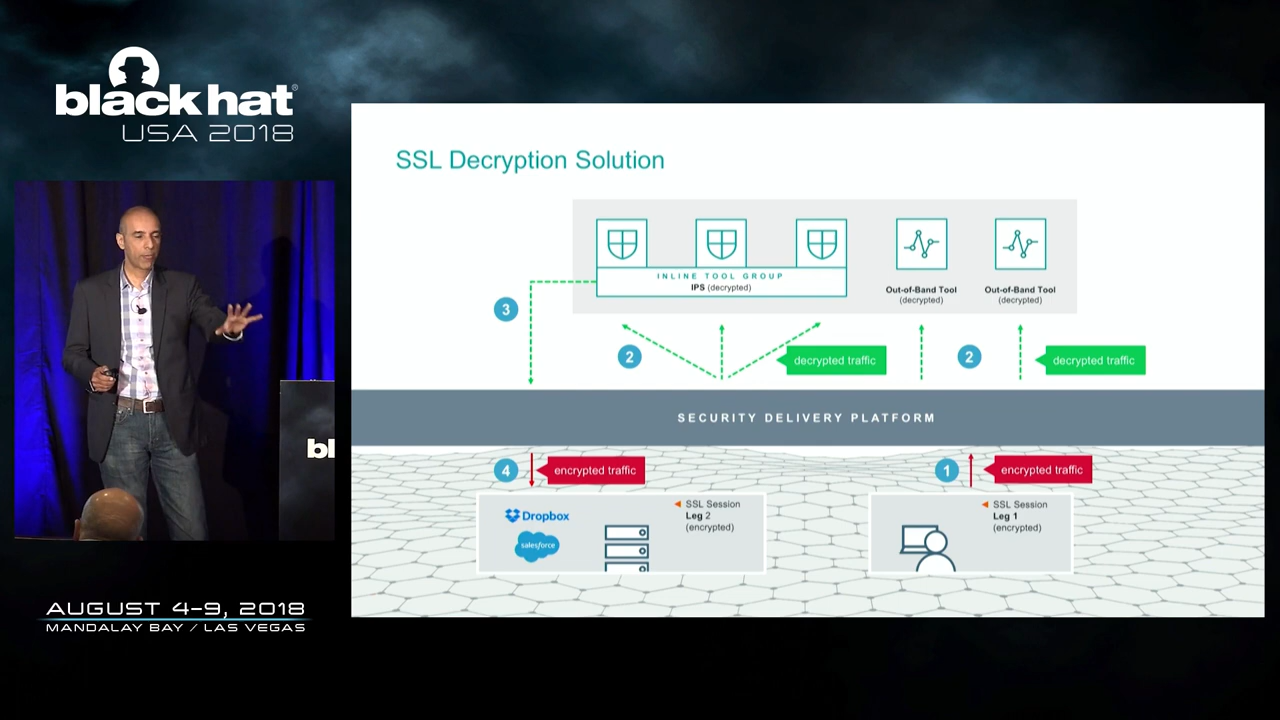 black hat®
USA 2018
SSL Decryption Solution
INLINE TOOL GROUP
IPS (decrypted)
Out-of-Band Tool
(decrypted)
Out-of-Band Tool
(decrypted)
3
2
decrypted traffic
2
decrypted traffic
SECURITY DELIVERY PLATFORM
4
encrypted traffic
1
encrypted traffic
Dropbox
salesforce
SSL Session
Leg 2
(encrypted)
SSL Session
Leg 1
(encrypted)
bl
AUGUST 4-9, 2018
MANDALAY BAY / LAS VEGAS